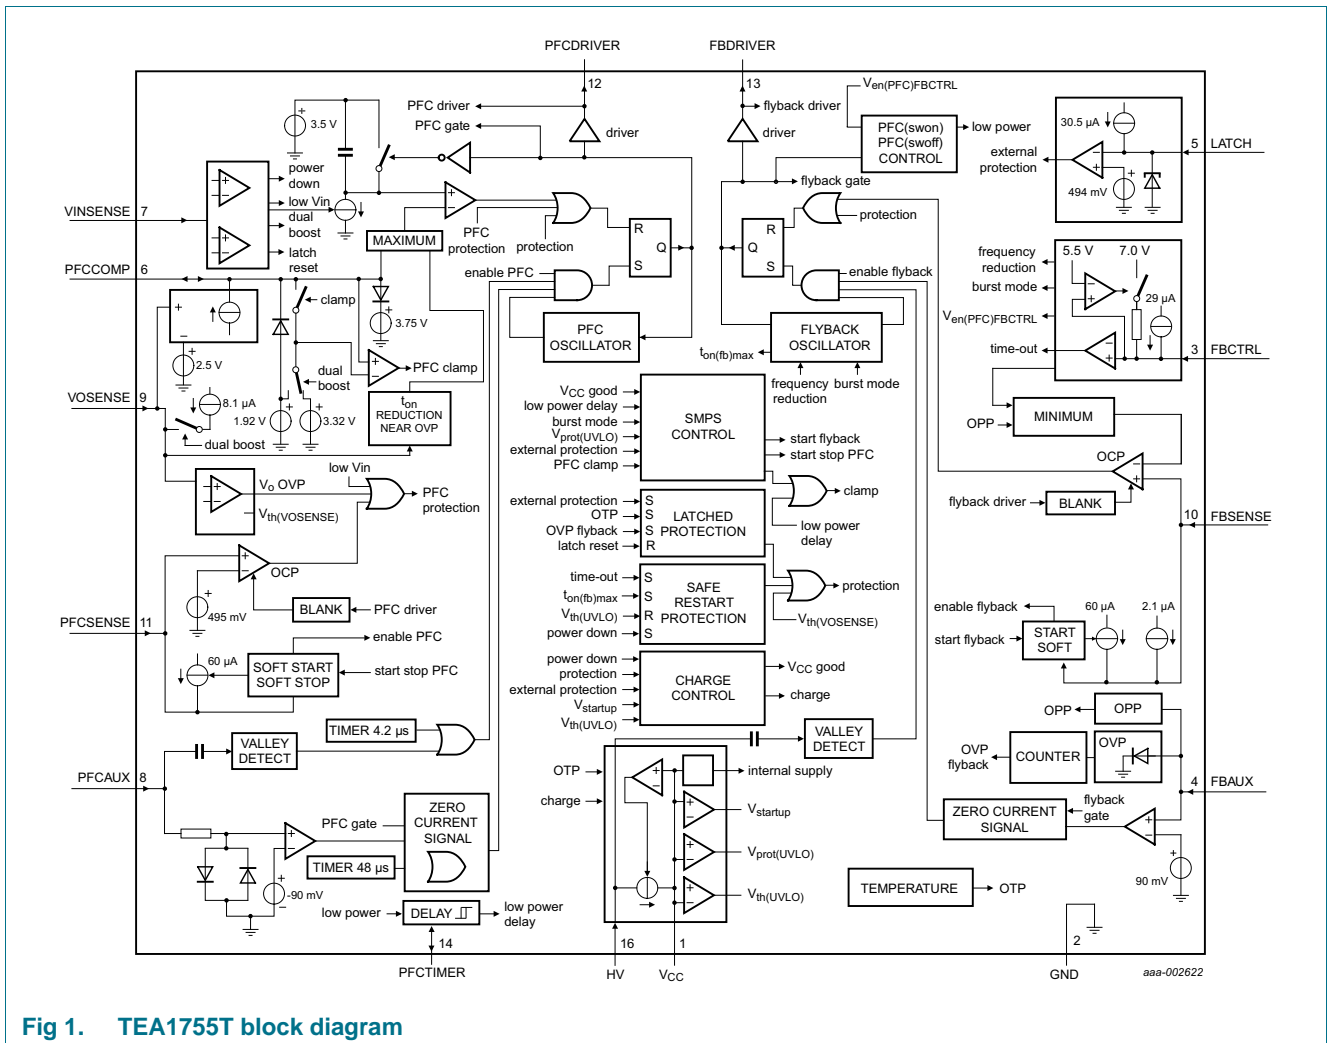 PFCDRIVER
FBDRIVER
12
13
PFC driver
PFC gate
driver
flyback driver
driver
Ven(PFC)FBCTRL
PFC(swon)
PFC(swoff)
CONTROL
low power
30.5 µA
5
LATCH
external
protection
494 mV
3.5 V
power
down
low Vin
dual
boost
latch
reset
VINSENSE
7
MAXIMUM
PFC
protection
protection
R
Q
S
flyback gate
protection
R
Q
S
PFCCOMP
6
enable PFC
enable flyback
frequency
reduction
burst mode
Ven(PFC)FBCTRL
time-out
5.5 V
7.0 V
29 µA
3
FBCTRL
clamp
3.75 V
2.5 V
PFC
OSCILLATOR
FLYBACK
OSCILLATOR
ton(fb)max
frequency
reduction
burst mode
VOSENSE
9
8.1 µA
dual boost
1.92 V
3.32 V
dual
boost
PFC clamp
ton
REDUCTION
NEAR OVP
VCC good
low power delay
burst mode
Vprot(UVLO)
external protection
PFC clamp
SMPS
CONTROL
start flyback
start stop PFC
clamp
low power
delay
OPP
MINIMUM
OCP
flyback driver
BLANK
10
FBSENSE
low Vin
Vo OVP
Vth(VOSENSE)
PFC
protection
external protection
OTP
OVP flyback
latch reset
S
S
S
R
LATCHED
PROTECTION
OCP
495 mV
BLANK
PFC driver
PFCSENSE
11
time-out
ton(fb)max
Vth(UVLO)
power down
S
S
R
S
SAFE
RESTART
PROTECTION
protection
Vth(VOSENSE)
enable flyback
start flyback
START
SOFT
60 µA
2.1 µA
enable PFC
60 µA
SOFT START
SOFT STOP
start stop PFC
power down
protection
external protection
Vstartup
Vth(UVLO)
CHARGE
CONTROL
VCC good
charge
OPP
OPP
TIMER 4.2 µs
VALLEY
DETECT
VALLEY
DETECT
OVP
flyback
COUNTER
OVP
PFCAUX
8
4
FBAUX
OTP
charge
internal supply
Vstartup
Vprot(UVLO)
Vth(UVLO)
ZERO CURRENT
SIGNAL
flyback
gate
90 mV
PFC gate
ZERO
CURRENT
SIGNAL
TIMER 48 µs
-90 mV
TEMPERATURE
OTP
low power
DELAY
low power
delay
14
16
1
2
PFCTIMER
HV
VCC
GND
aaa-002622
Fig 1. TEA1755T block diagram